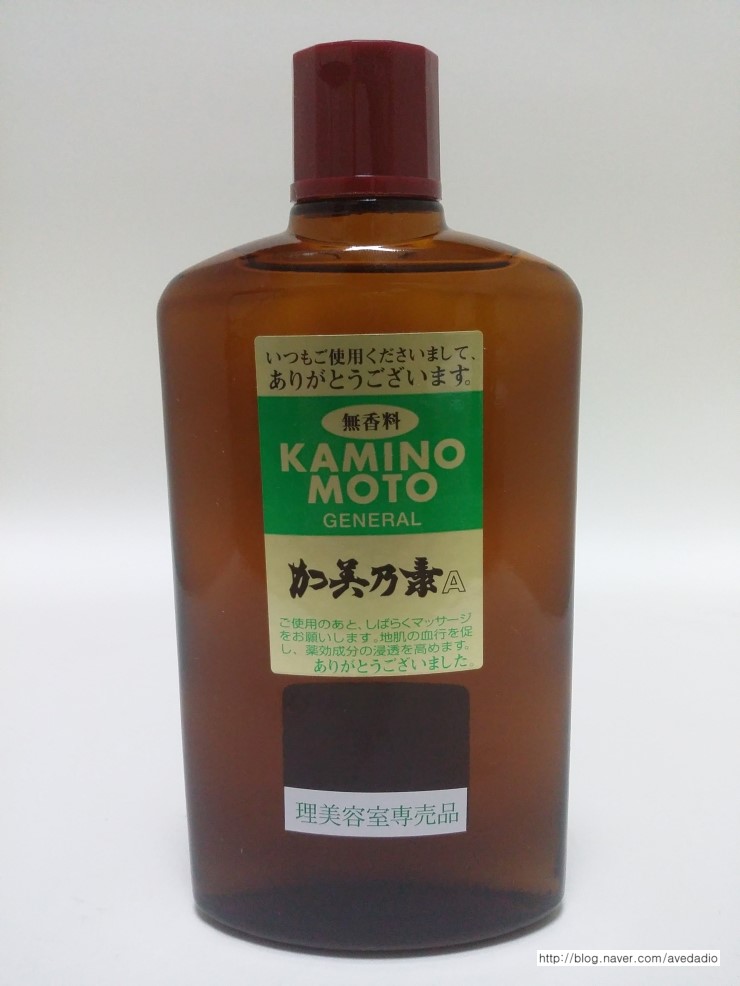 いつもご使用くださいまして、
ありがとうございます。
無香料
KAMINO
MOTO
GENERAL
加美乃素A
ご使用のあと、しばらくマッサージ
をお願いします。地肌の血行を促
し、薬効成分の浸透を高めます。
ありがとうございました。
理美容室専売品
http://blog.naver.com/avedadio